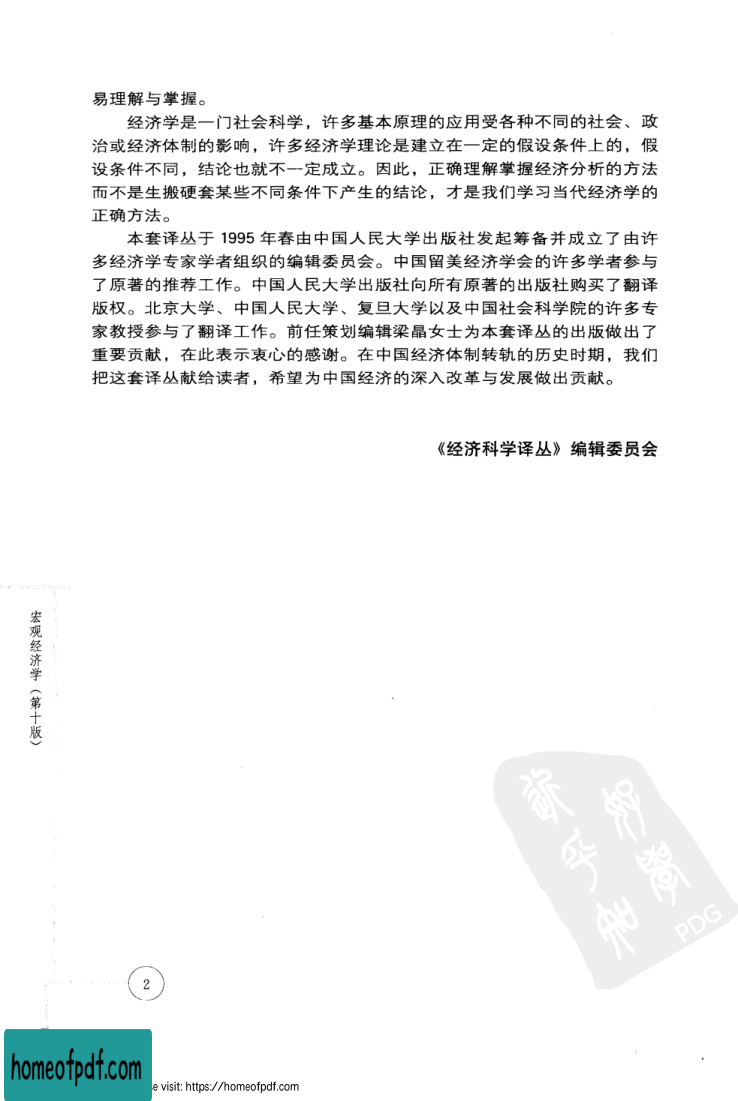 易理解与掌握。
经济学是一门社会科学，许多基本原理的应用受各种不同的社会、政
治或经济体制的影响，许多经济学理论是建立在一定的假设条件上的，假
设条件不同，结论也就不一定成立。因此，正确理解掌握经济分析的方法
而不是生搬硬套某些不同条件下产生的结论，才是我们学习当代经济学的
正确方法。
本套译丛于 1995 年春由中国人民大学出版社发起筹备并成立了由许
多经济学专家学者组织的编辑委员会。中国留美经济学会的许多学者参与
了原著的推荐工作。中国人民大学出版社向所有原著的出版社购买了翻译
版权。北京大学、中国人民大学、复旦大学以及中国社会科学院的许多专
家教授参与了翻译工作。前任策划编辑梁晶女士为本套译丛的出版做出了
重要贡献，在此表示衷心的感谢。在中国经济体制转轨的历史时期，我们
把这套译丛献给读者，希望为中国经济的深入改革与发展做出贡献。
《经济科学译丛》编辑委员会
宏观经济学（第十版）
好學
欲乎知
PDG
2
homeofpdf.com
e visit: https://homeofpdf.com